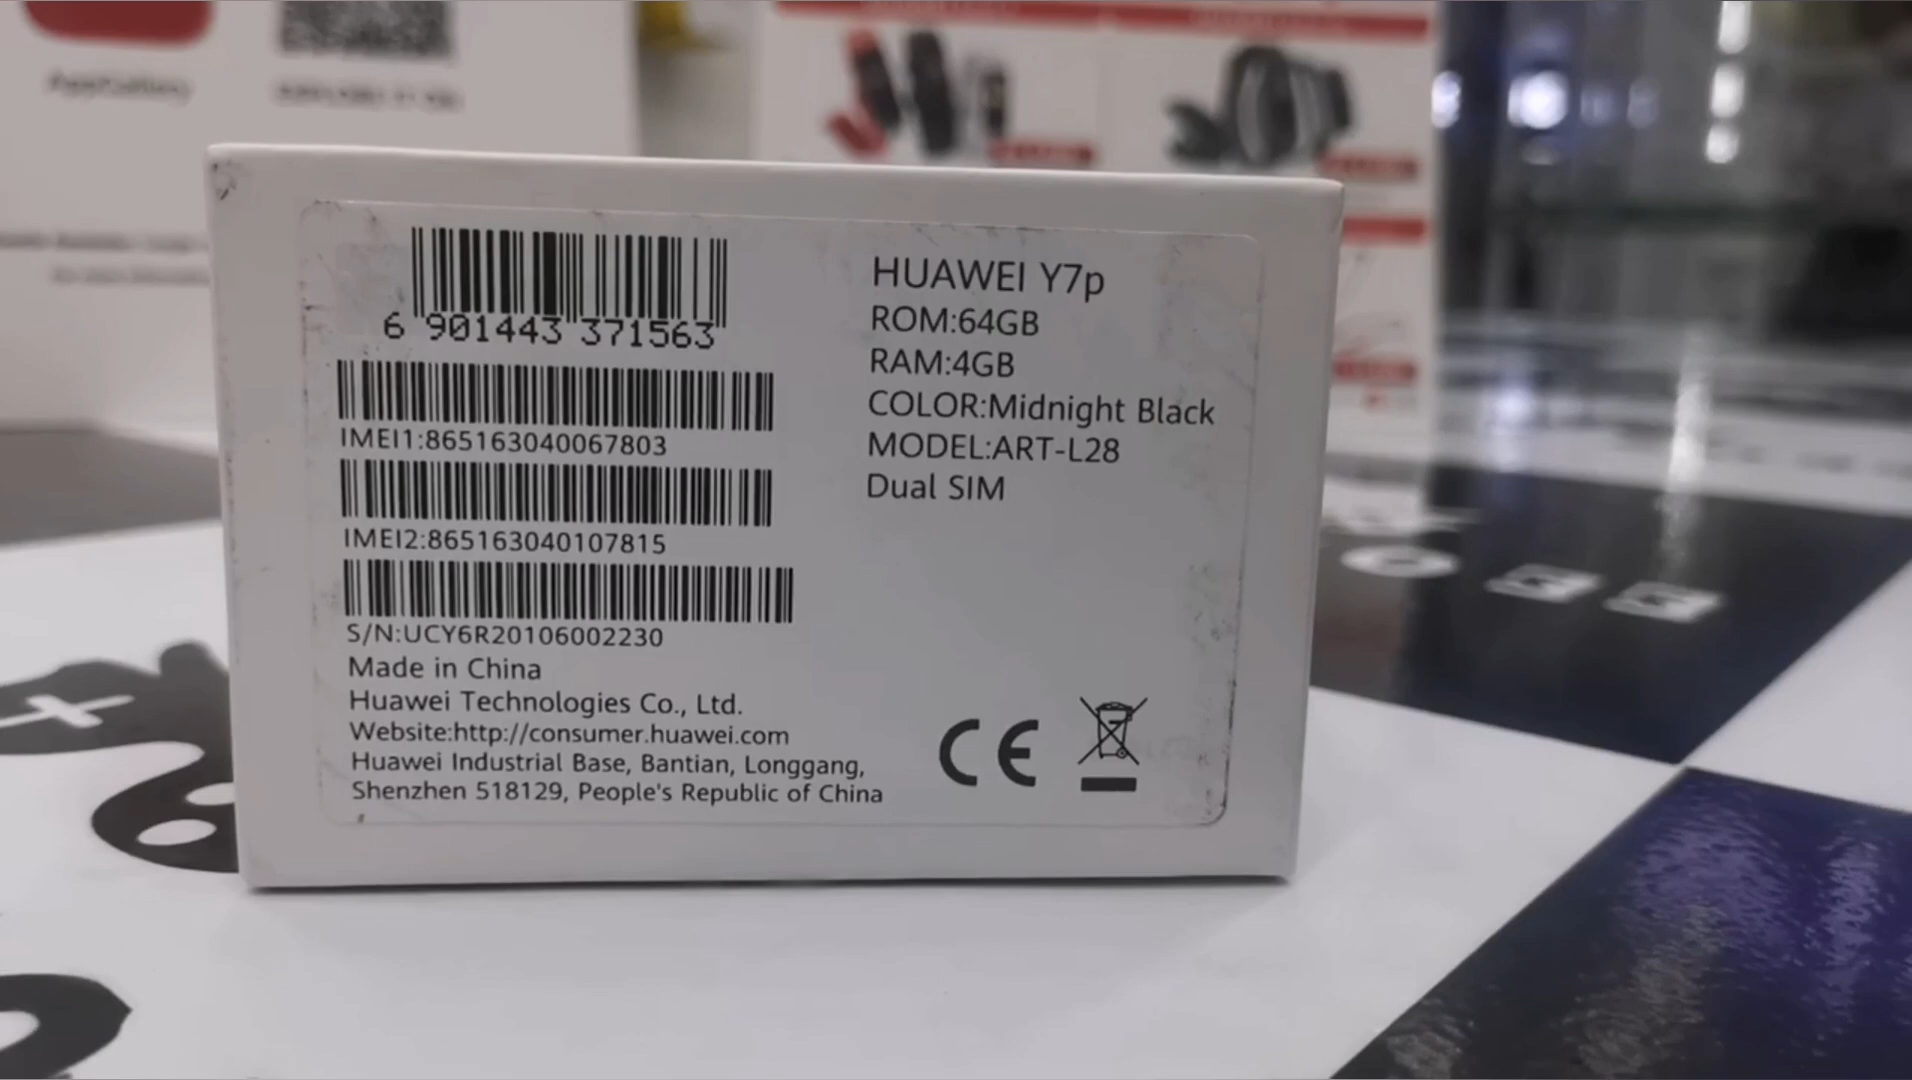 AppGallery
6 901443 371563
IMEI1:865163040067803
IMEI2:865163040107815
S/N:UCY6R20106002230
Made in China
Huawei Technologies Co., Ltd.
Website:http://consumer.huawei.com
Huawei Industrial Base, Bantian, Longgang,
Shenzhen 518129, People's Republic of China
HUAWEI Y7p
ROM:64GB
RAM:4GB
COLOR:Midnight Black
MODEL:ART-L28
Dual SIM
CE